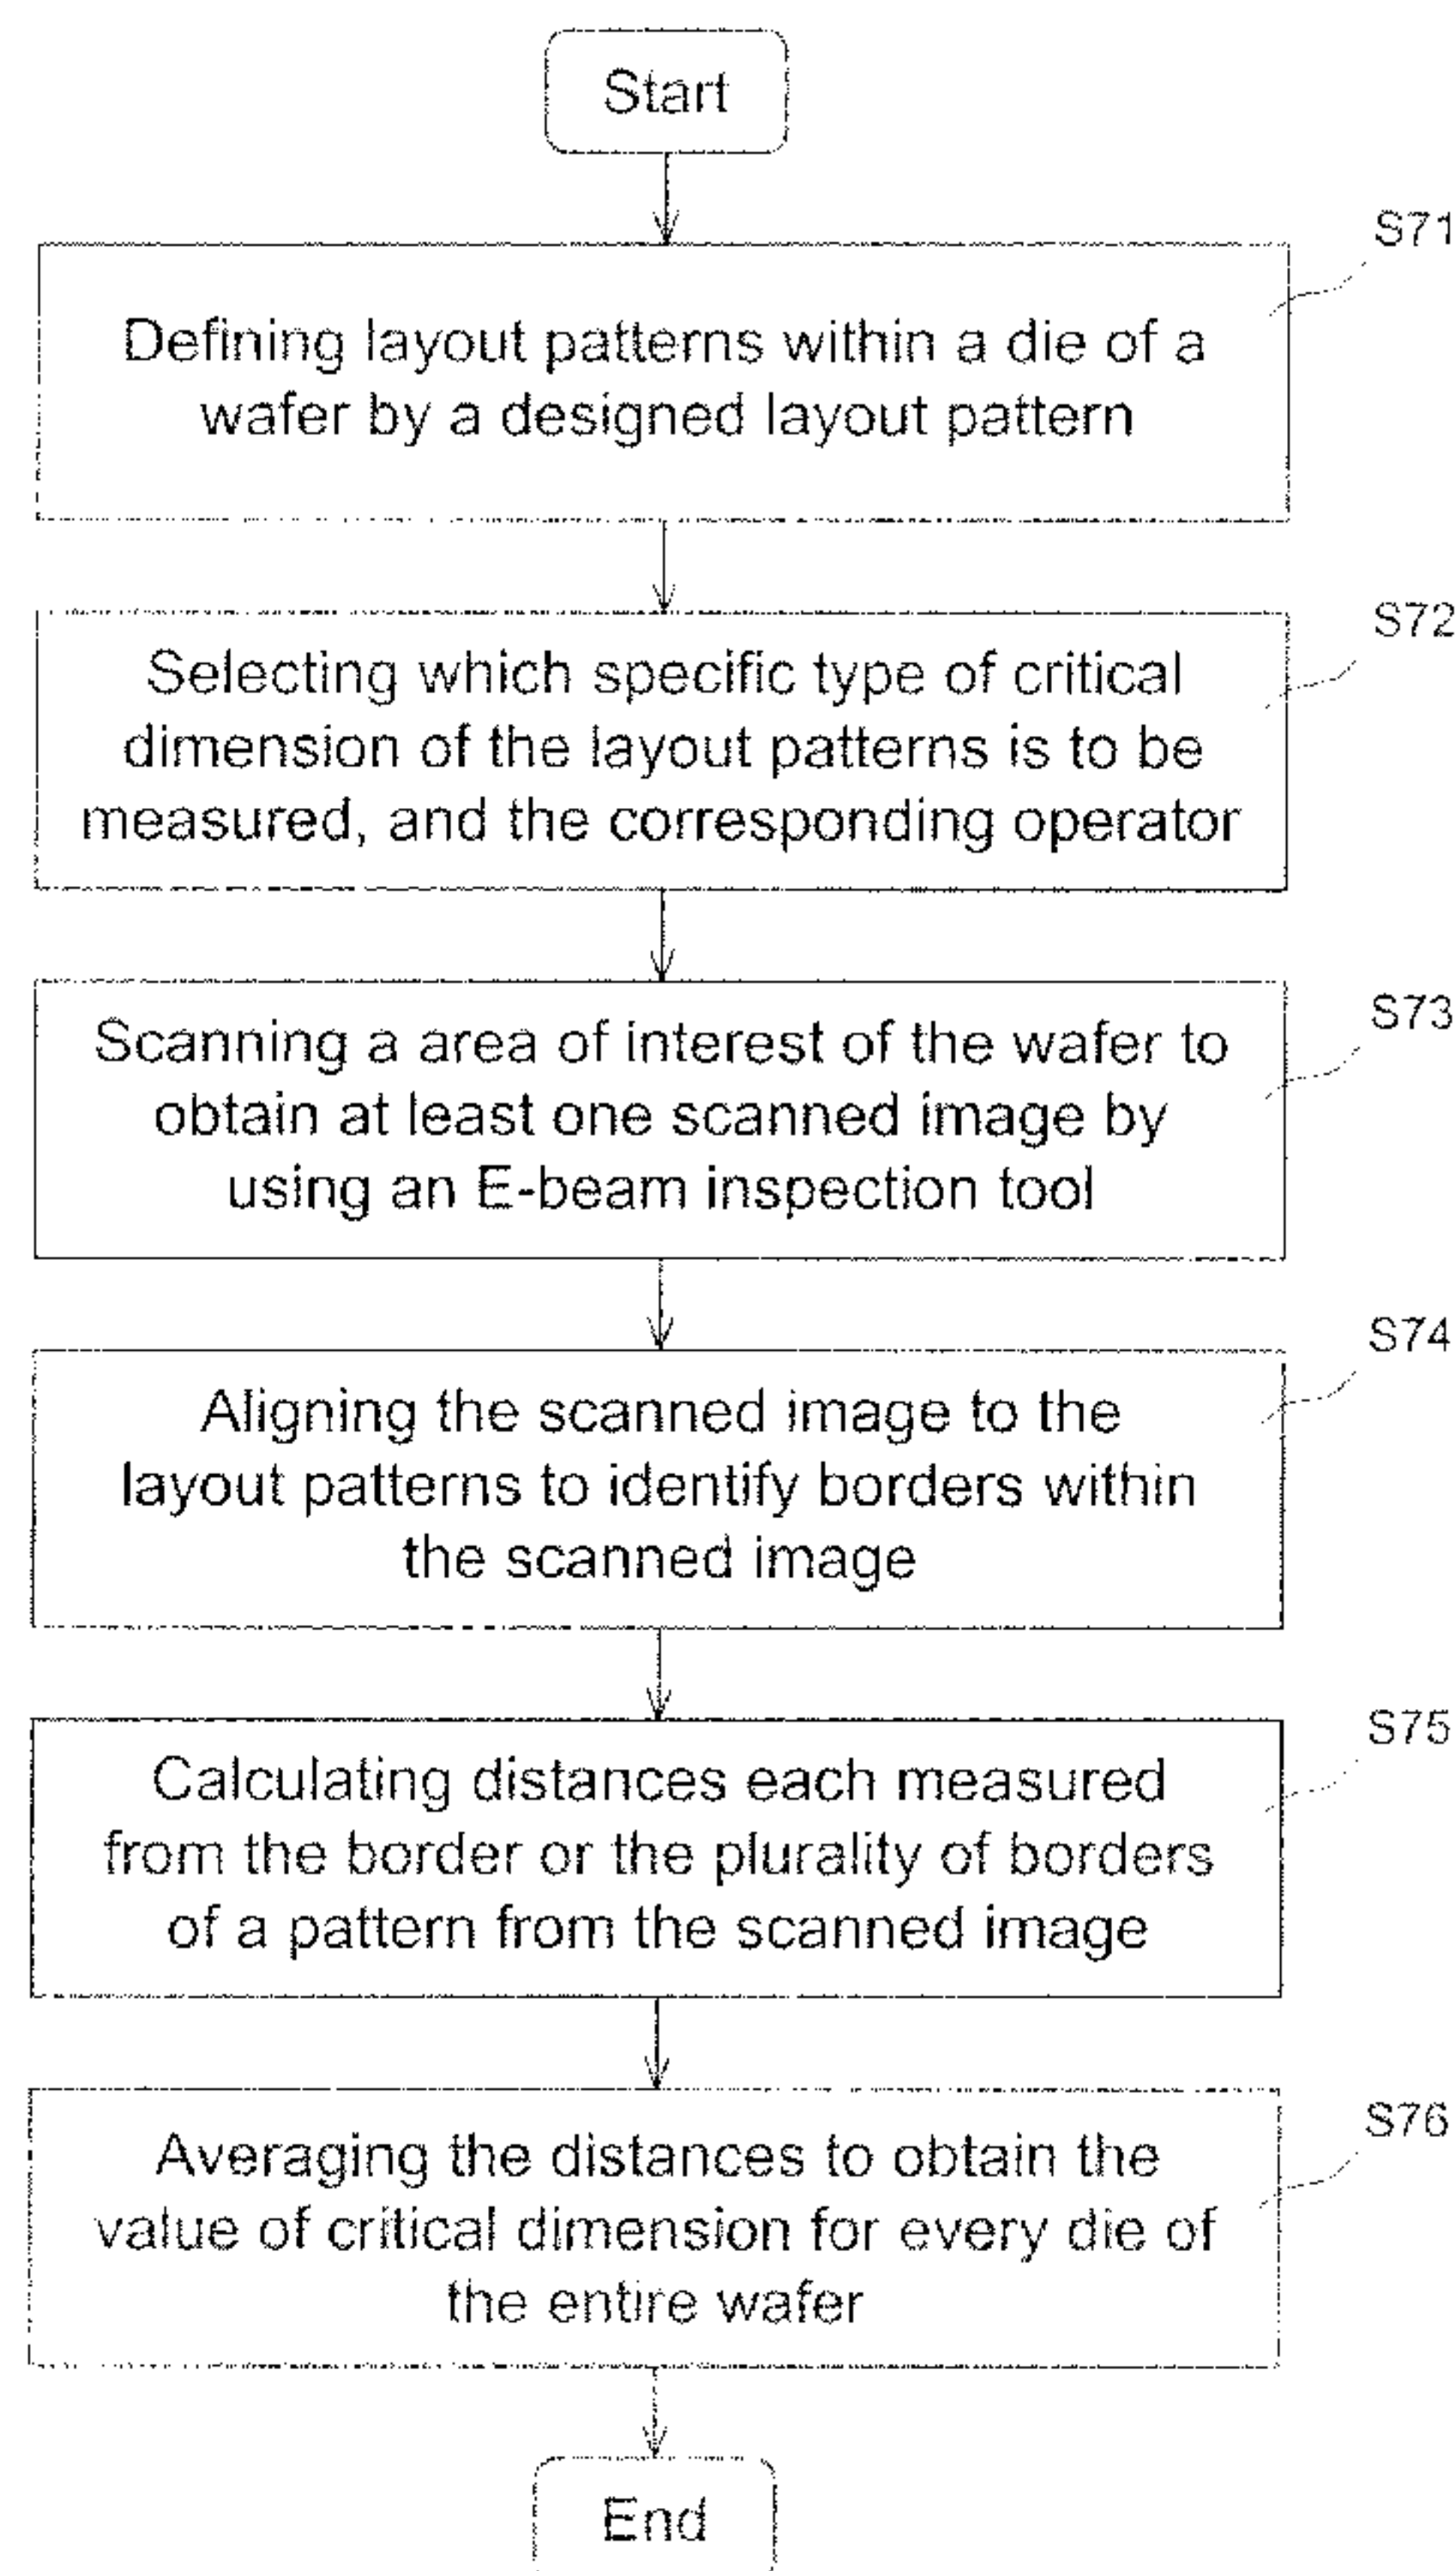 Start
S71
Defining layout patterns within a die of a
wafer by a designed layout pattern
S72
Selecting which specific type of critical
dimension of the layout patterns is to be
measured, and the corresponding operator
S73
Scanning a area of interest of the wafer to
obtain at least one scanned image by
using an E-beam inspection tool
S74
Aligning the scanned image to the
layout patterns to identify borders within
the scanned image
S75
Calculating distances each measured
from the border or the plurality of borders
of a pattern from the scanned image
S76
Averaging the distances to obtain the
value of critical dimension for every die of
the entire wafer
End